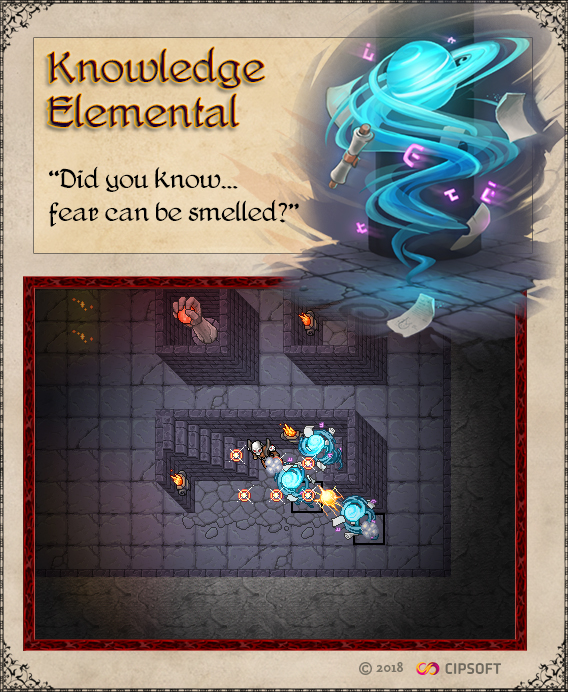 Knowledge
Elemental
“Did you know...
fear can be smelled?”
© 2018 CIPSOFT